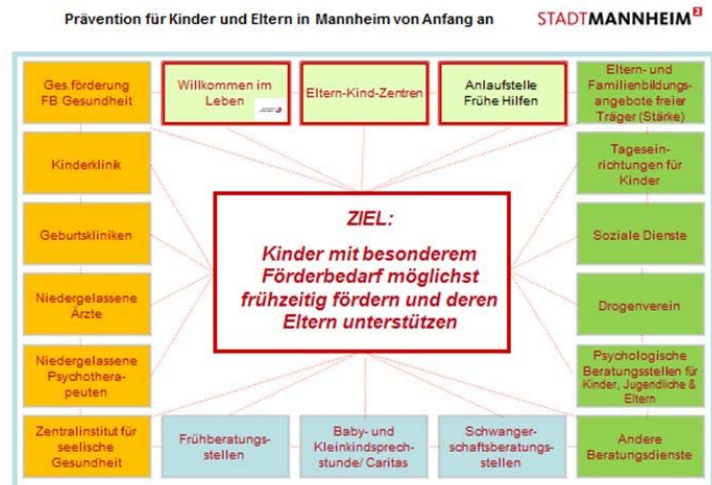 Prävention für Kinder und Eltern in Mannheim von Anfang an
STADTMANNHEIM²
Ges.förderung
FB Gesundheit
Willkommen im
Leben
Eltern-Kind-Zentren
Anlaufstelle
Frühe Hilfen
Eltern- und
Familienbildungs-
angebote freier
Träger (Stärke)
Kinderklinik
Tagesein-
richtungen für
Kinder
ZIEL:
Kinder mit besonderem
Förderbedarf möglichst
frühzeitig fördern und deren
Eltern unterstützen
Geburtskliniken
Soziale Dienste
Niedergelassene
Ärzte
Drogenverein
Niedergelassene
Psychothera-
peuten
Psychologische
Beratungsstellen für
Kinder, Jugendliche &
Eltern
Zentralinstitut für
seelische
Gesundheit
Frühberatungs-
stellen
Baby- und
Kleinkindsprech-
stunde/ Caritas
Schwanger-
schaftsberatungs-
stellen
Andere
Beratungsdienste